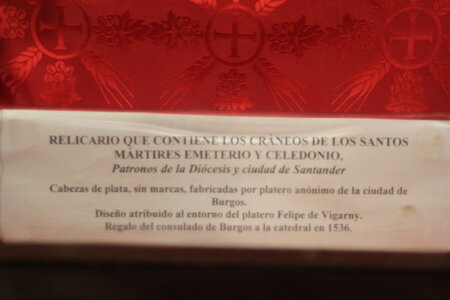 RELICARIO QUE CONTIENE LOS CRÁNEOS DE LOS SANTOS
MÁRTIRES EMETERIO Y CELEDONIO,
Patronos de la Diócesis y ciudad de Santander
Cabezas de plata, sin marcas, fabricadas por platero anónimo de la ciudad de
Burgos.
Diseño atribuido al entorno del platero Felipe de Vigarny.
Regalo del consulado de Burgos a la catedral en 1536.